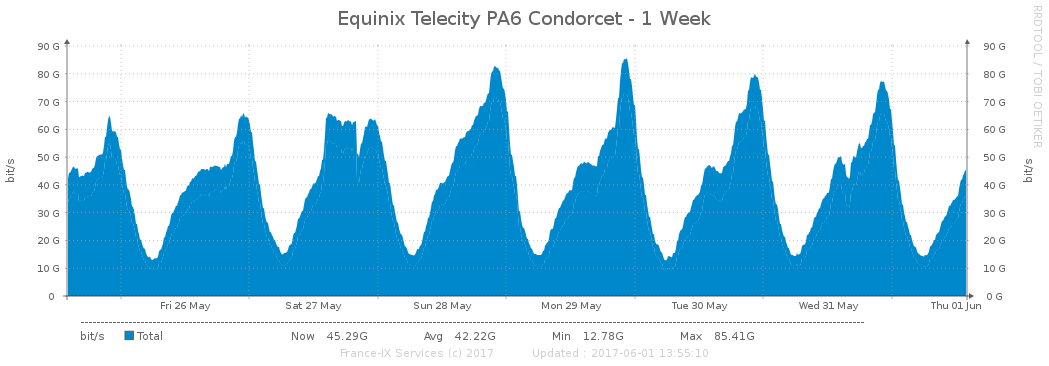 Equinix Telecity PA6 Condorcet - 1 Week
RRDTOOL / TOBI OETIKER
bit/s
90 G
80 G
70 G
60 G
50 G
40 G
30 G
20 G
10 G
0
90 G
80 G
70 G
60 G
50 G
40 G
30 G
20 G
10 G
0 G
bit/s
Fri 26 May Sat 27 May Sun 28 May Mon 29 May Tue 30 May Wed 31 May Thu 01 Jun
bit/s Total Now 45.29G Avg 42.22G Min 12.78G Max 85.41G
France-IX Services (c) 2017 Updated : 2017-06-01 13:55:10